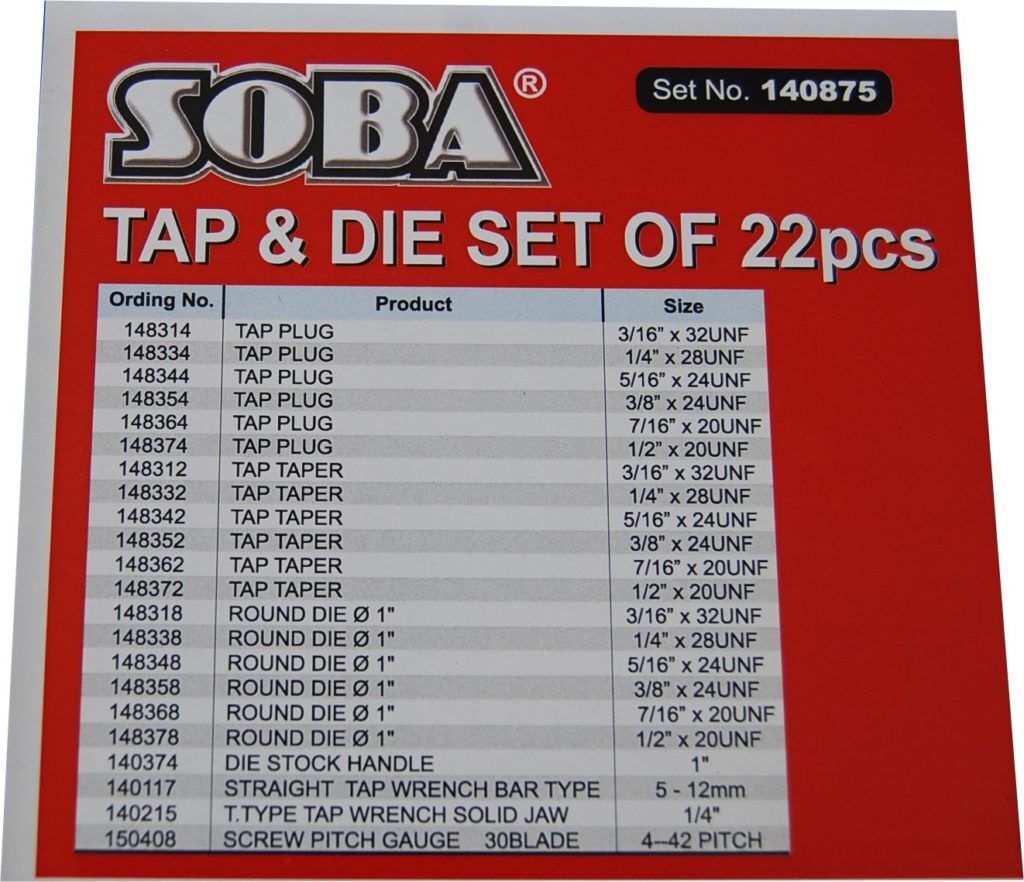 SOBA®
Set No. 140875
TAP & DIE SET OF 22pcs
Ording No. Product Size
148314 TAP PLUG 3/16” x 32UNF
148334 TAP PLUG 1/4” x 28UNF
148344 TAP PLUG 5/16” x 24UNF
148354 TAP PLUG 3/8” x 24UNF
148364 TAP PLUG 7/16” x 20UNF
148374 TAP PLUG 1/2” x 20UNF
148312 TAP TAPER 3/16” x 32UNF
148332 TAP TAPER 1/4” x 28UNF
148342 TAP TAPER 5/16” x 24UNF
148352 TAP TAPER 3/8” x 24UNF
148362 TAP TAPER 7/16” x 20UNF
148372 TAP TAPER 1/2” x 20UNF
148318 ROUND DIE Ø 1" 3/16” x 32UNF
148338 ROUND DIE Ø 1" 1/4” x 28UNF
148348 ROUND DIE Ø 1" 5/16” x 24UNF
148358 ROUND DIE Ø 1" 3/8” x 24UNF
148368 ROUND DIE Ø 1" 7/16” x 20UNF
148378 ROUND DIE Ø 1" 1/2” x 20UNF
140374 DIE STOCK HANDLE 1"
140117 STRAIGHT TAP WRENCH BAR TYPE 5 - 12mm
140215 T.TYPE TAP WRENCH SOLID JAW 1/4"
150408 SCREW PITCH GAUGE 30BLADE 4--42 PITCH